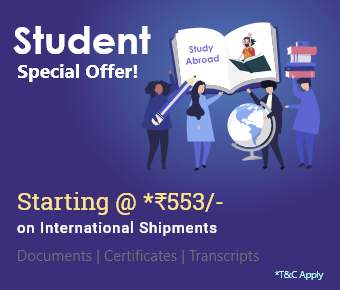 Student
Special Offer!
Study
Abroad
Starting @ *₹553/-
on International Shipments
Documents | Certificates | Transcripts
*T&C Apply